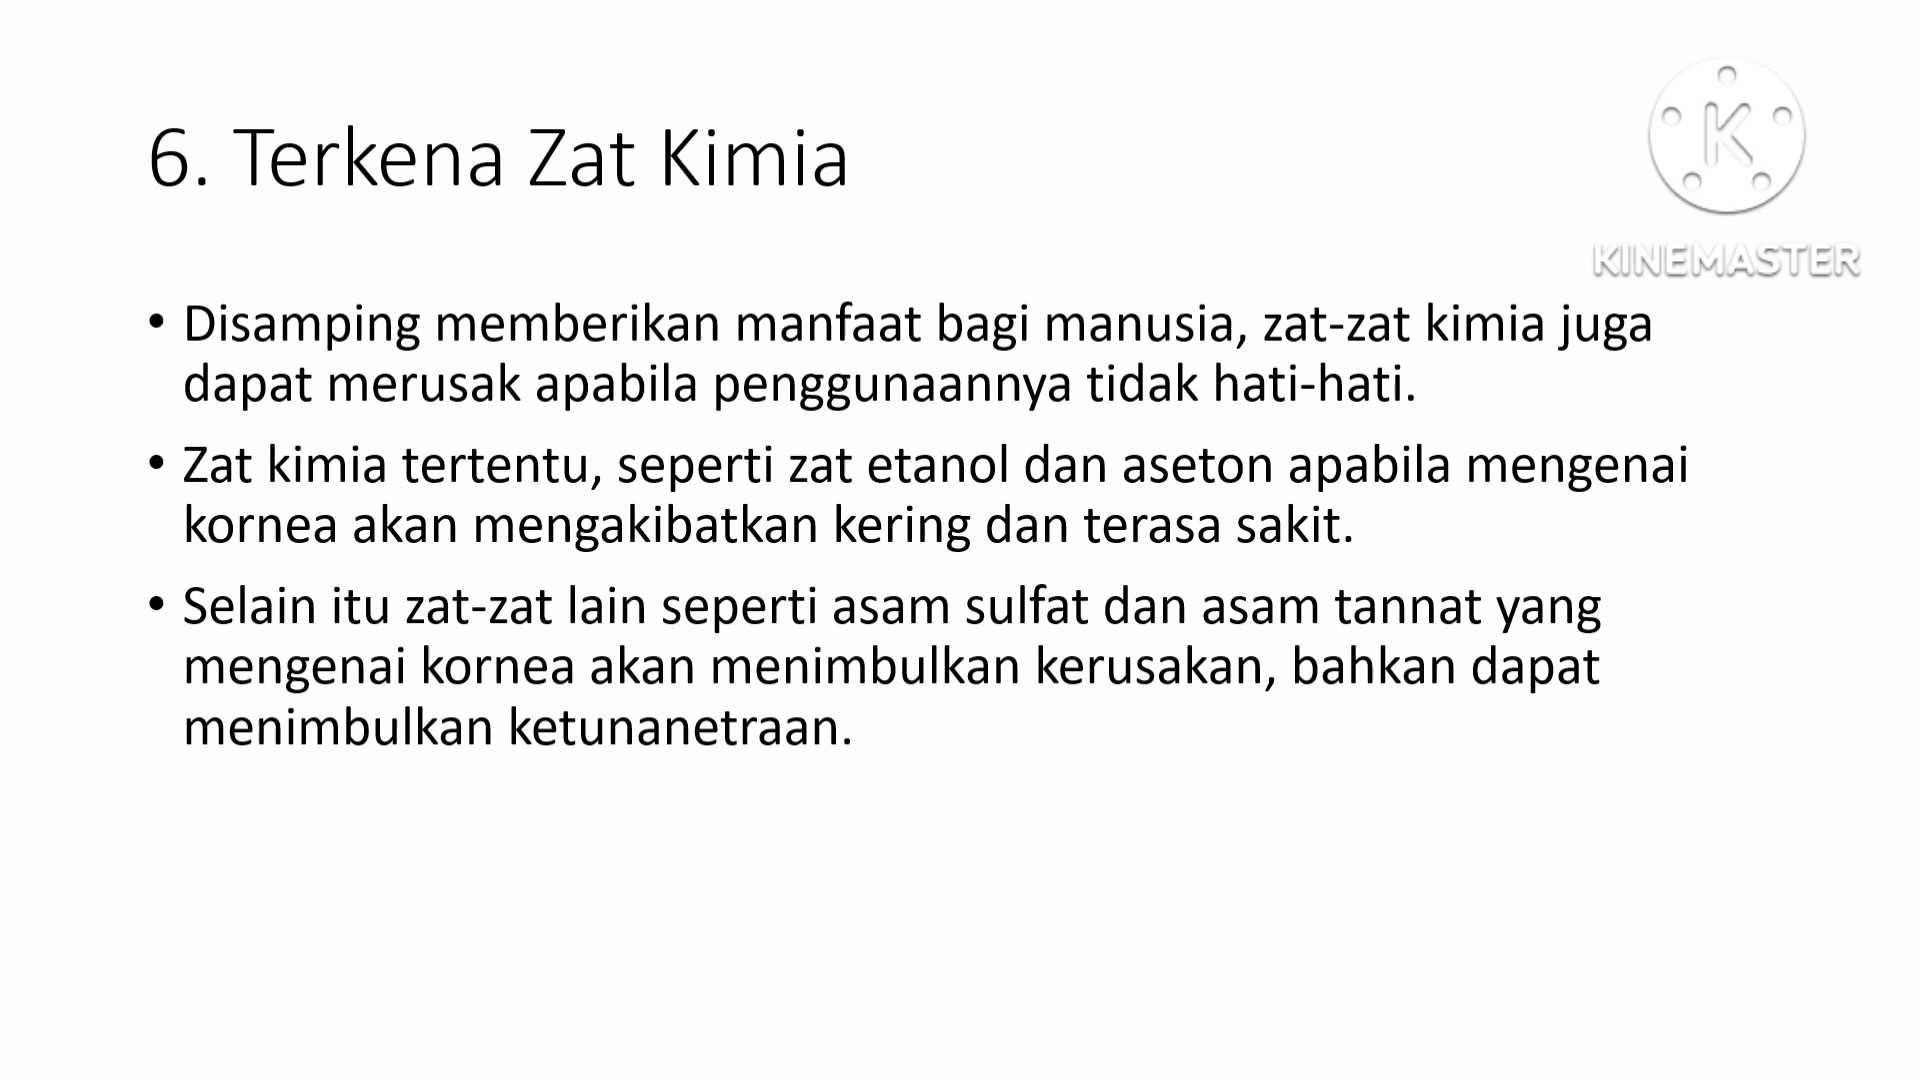 6. Terkena Zat Kimia
K
KINEMASTER
• Disamping memberikan manfaat bagi manusia, zat-zat kimia juga
dapat merusak apabila penggunaannya tidak hati-hati.
• Zat kimia tertentu, seperti zat etanol dan aseton apabila mengenai
kornea akan mengakibatkan kering dan terasa sakit.
• Selain itu zat-zat lain seperti asam sulfat dan asam tannat yang
mengenai kornea akan menimbulkan kerusakan, bahkan dapat
menimbulkan ketunanetraan.